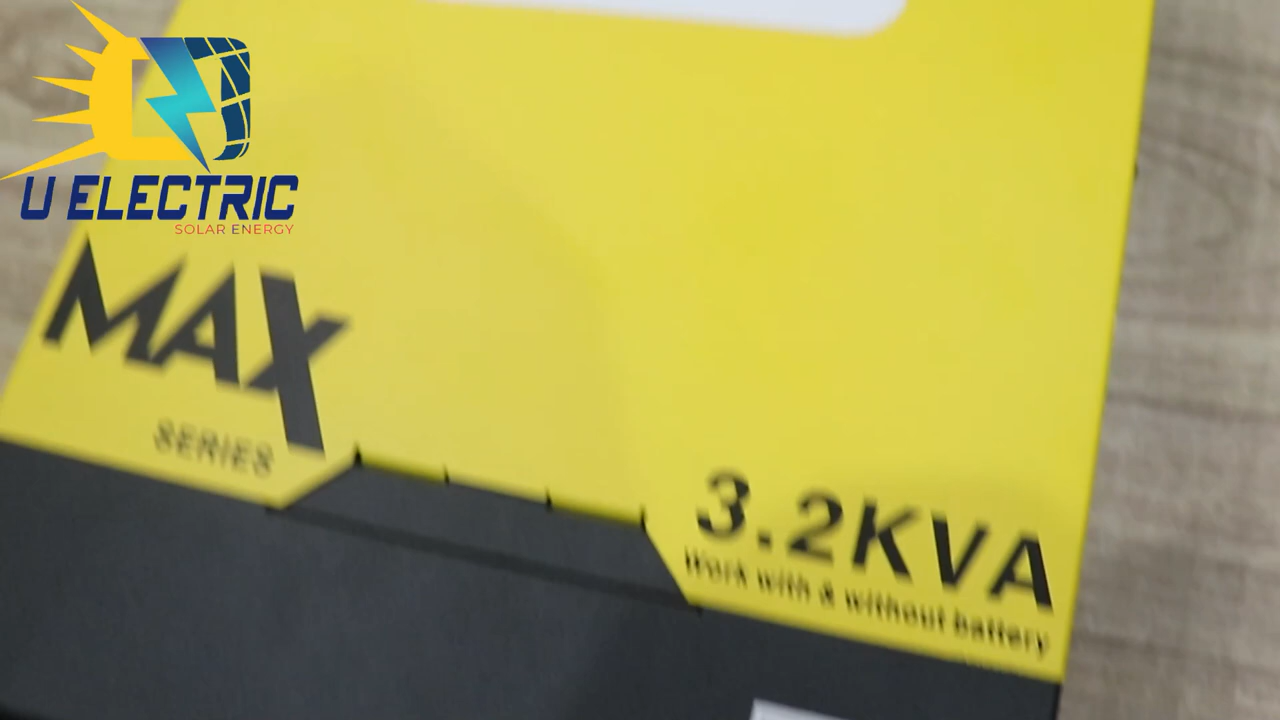 U ELECTRIC
SOLAR ENERGY
MAX
SERIES
3.2KVA
Work with & without battery